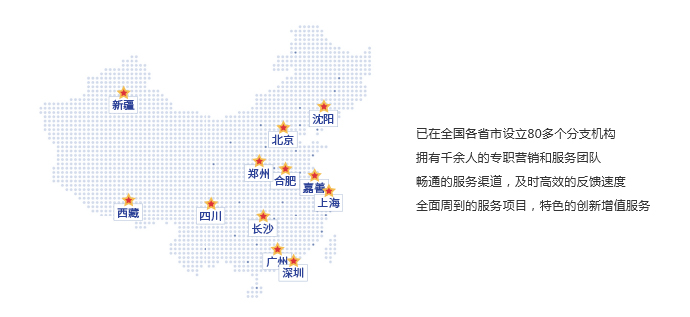 新疆
沈阳
北京
郑州
合肥
嘉善
上海
西藏
四川
长沙
广州
深圳
已在全国各省市设立80多个分支机构
拥有千余人的专职营销和服务团队
畅通的服务渠道，及时高效的反馈速度
全面周到的服务项目，特色的创新增值服务